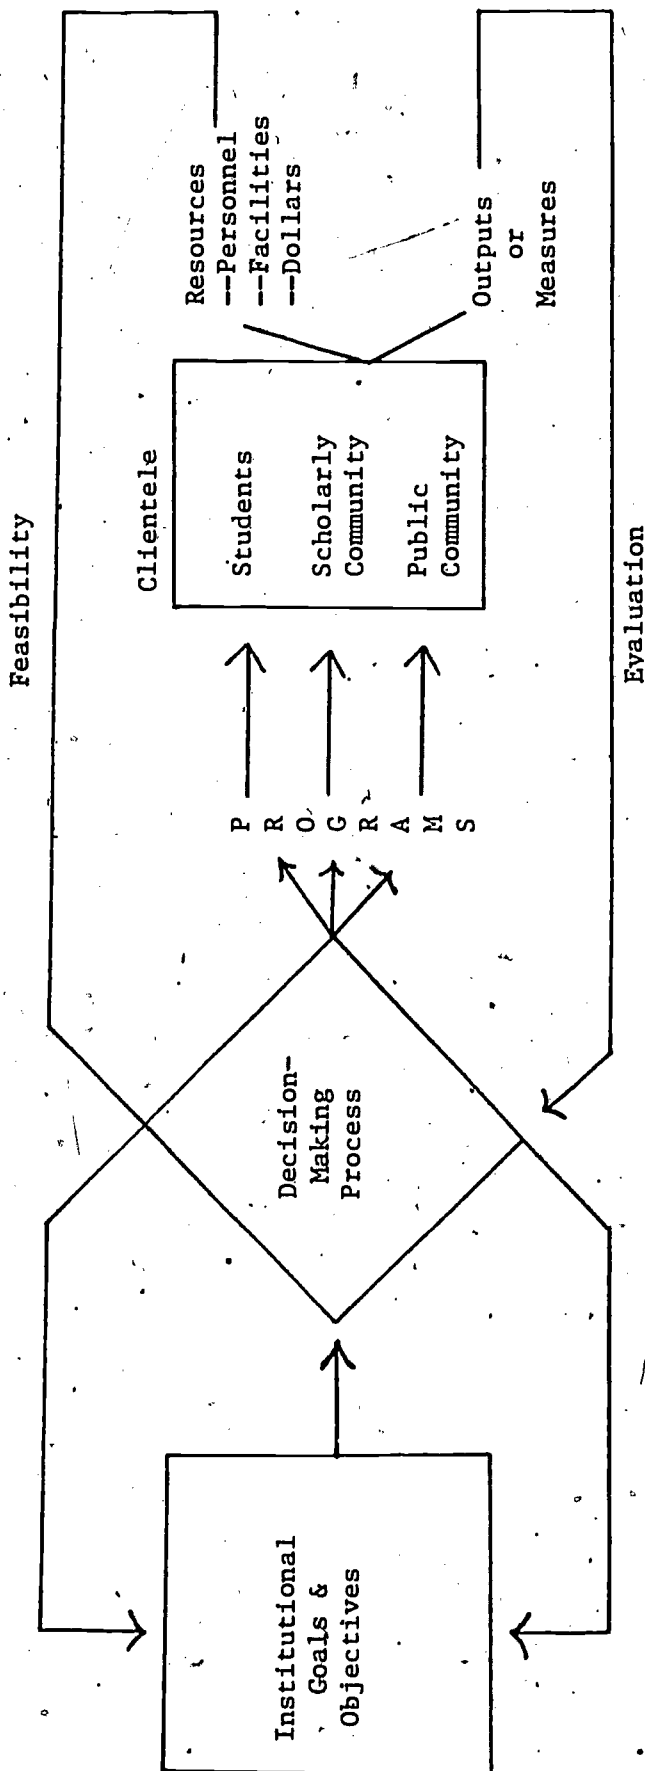 Feasibility
Institutional
Goals &
Objectives
Decision-
Making
Process
P
R
O
G
R
A
M
S
Clientele
Students
Scholarly
Community
Public
Community
Resources
--Personnel
--Facilities
--Dollars
Outputs
or
Measures
Evaluation